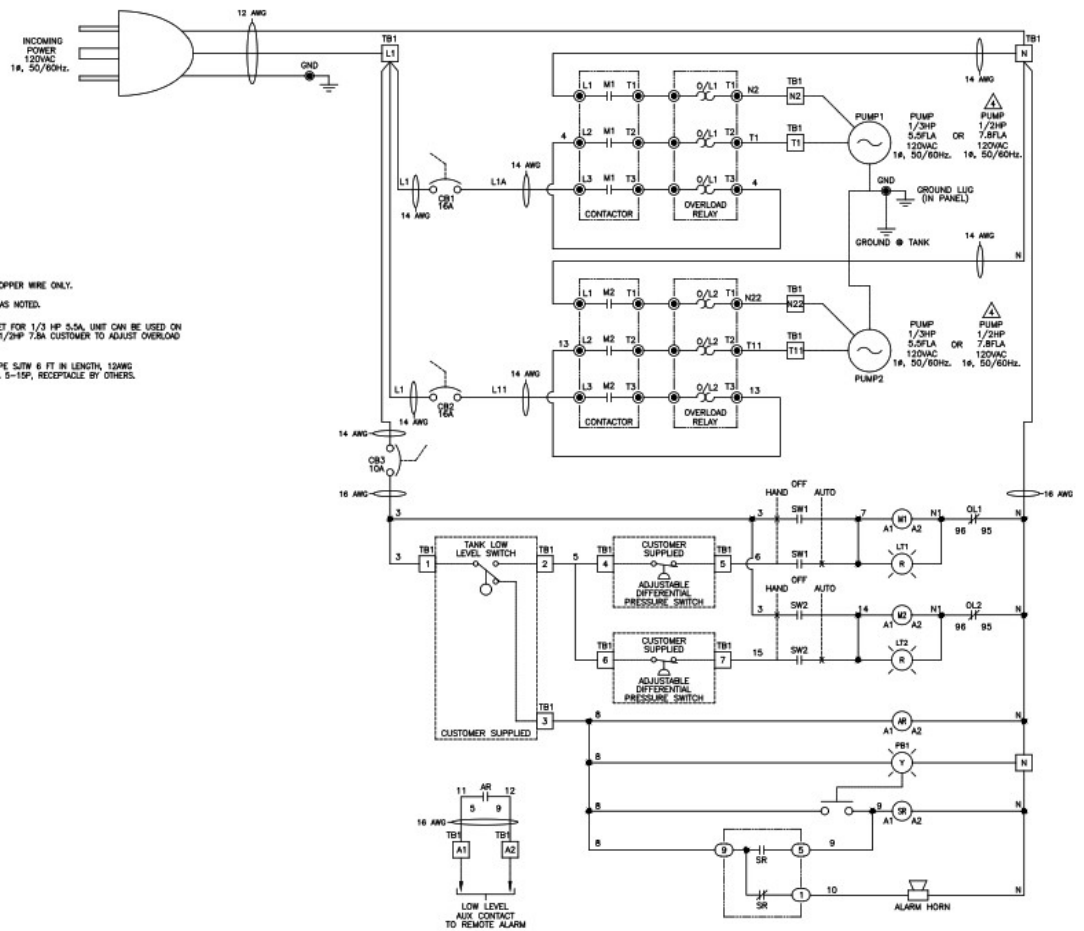 12 AWG
INCOMING
POWER
120VAC
1ø, 50/60Hz.
GND
TB1
L1
TB1
N
14 AWG
L1 M1 T1 O/L1 T1 N2
TB1
N2
4 L2 M1 T2 O/L1 T2 T1
TB1
T1
L3 M1 T3 O/L1 T3 4
CONTACTOR
OVERLOAD
RELAY
PUMP1
PUMP
1/3HP
5.5FLA
120VAC
1ø, 50/60Hz.
OR
4
PUMP
1/2HP
7.8FLA
120VAC
1ø, 50/60Hz.
L1
14 AWG
CB1
16A
L1A
14 AWG
GND
GROUND LUG
(IN PANEL)
GROUND @ TANK
14 AWG
N
OPPER WIRE ONLY.
AS NOTED.
ET FOR 1/3 HP 5.5A, UNIT CAN BE USED ON
1/2HP 7.8A CUSTOMER TO ADJUST OVERLOAD
PE SJTW 6 FT IN LENGTH, 12AWG
5-15P, RECEPTACLE BY OTHERS.
L1 M2 T1 O/L2 T1 N22
TB1
N22
13 L2 M2 T2 O/L2 T2 T11
TB1
T11
L3 M2 T3 O/L2 T3 13
CONTACTOR
OVERLOAD
RELAY
PUMP2
PUMP
1/3HP
5.5FLA
120VAC
1ø, 50/60Hz.
OR
4
PUMP
1/2HP
7.8FLA
120VAC
1ø, 50/60Hz.
L1
14 AWG
CB2
16A
L11
14 AWG
14 AWG
CB3
10A
16 AWG
16 AWG
3
HAND OFF AUTO
3 SW1 7 M1 N1 OL1 N
A1 A2 96 95
3
TB1
1
TANK LOW
LEVEL SWITCH
TB1
2
5
TB1
4
CUSTOMER
SUPPLIED
ADJUSTABLE
DIFFERENTIAL
PRESSURE SWITCH
TB1
5
6 SW1
LT1
R
HAND OFF AUTO
3 SW2 14 M2 N1 OL2 N
A1 A2 96 95
TB1
6
CUSTOMER
SUPPLIED
ADJUSTABLE
DIFFERENTIAL
PRESSURE SWITCH
TB1
7
15 SW2
LT2
R
TB1
3
CUSTOMER SUPPLIED
8 AR N
A1 A2
8
PB1
Y
N
8 9 SR N
A1 A2
8 9 SR 5 9
SR 1 10
ALARM HORN
N
11 AR 12
5 9
16 AWG
TB1 TB1
A1 A2
LOW LEVEL
AUX CONTACT
TO REMOTE ALARM